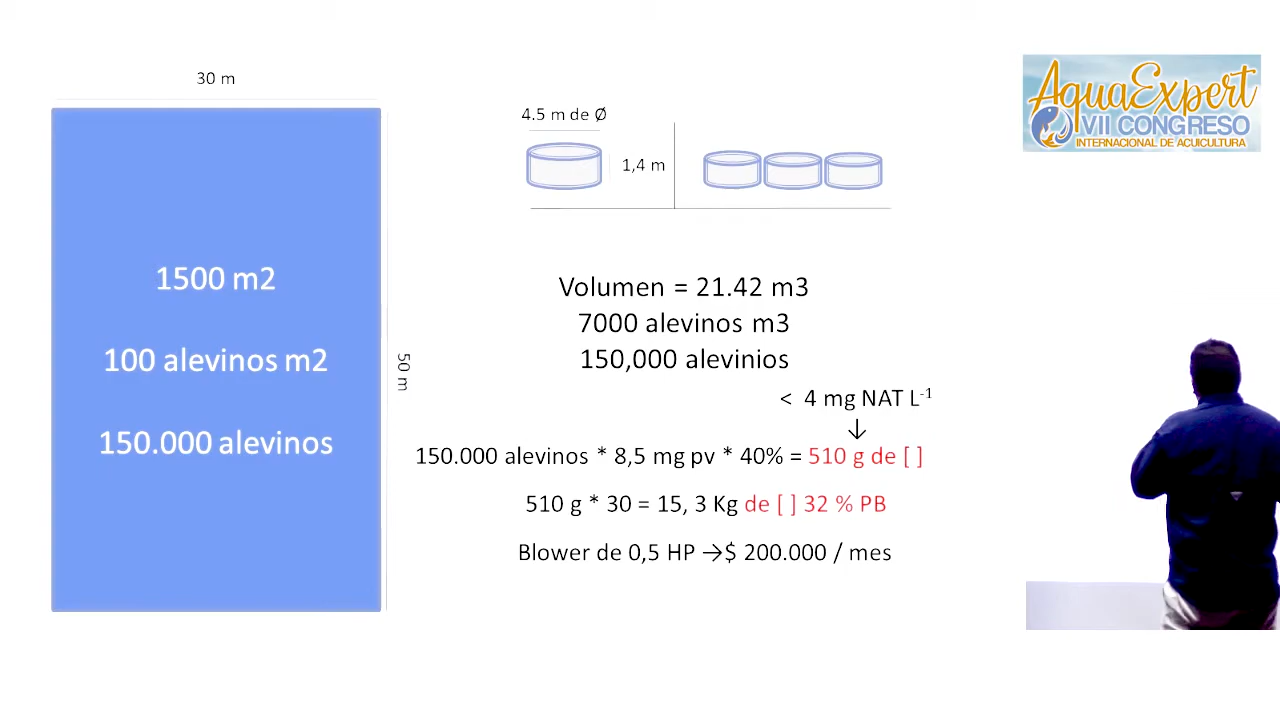 30 m
1500 m2
100 alevinos m2
150.000 alevinos
50 m
4.5 m de Ø
1,4 m
Volumen = 21.42 m3
7000 alevinos m3
150,000 alevinios
< 4 mg NAT L-1
↓
150.000 alevinos * 8,5 mg pv * 40% = 510 g de [ ]
510 g * 30 = 15, 3 Kg de [ ] 32 % PB
Blower de 0,5 HP →$ 200.000 / mes
AquaExpert
VII CONGRESO
INTERNACIONAL DE ACUICULTURA